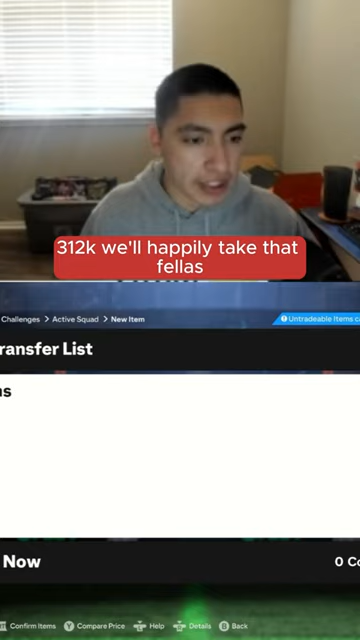 312k we'll happily take that
fellas
Challenges > Active Squad > New Item
Untradeable Items ca
ransfer List
ns
Now
0 Co
Confirm Items
Y Compare Price
Help
Details
B Back